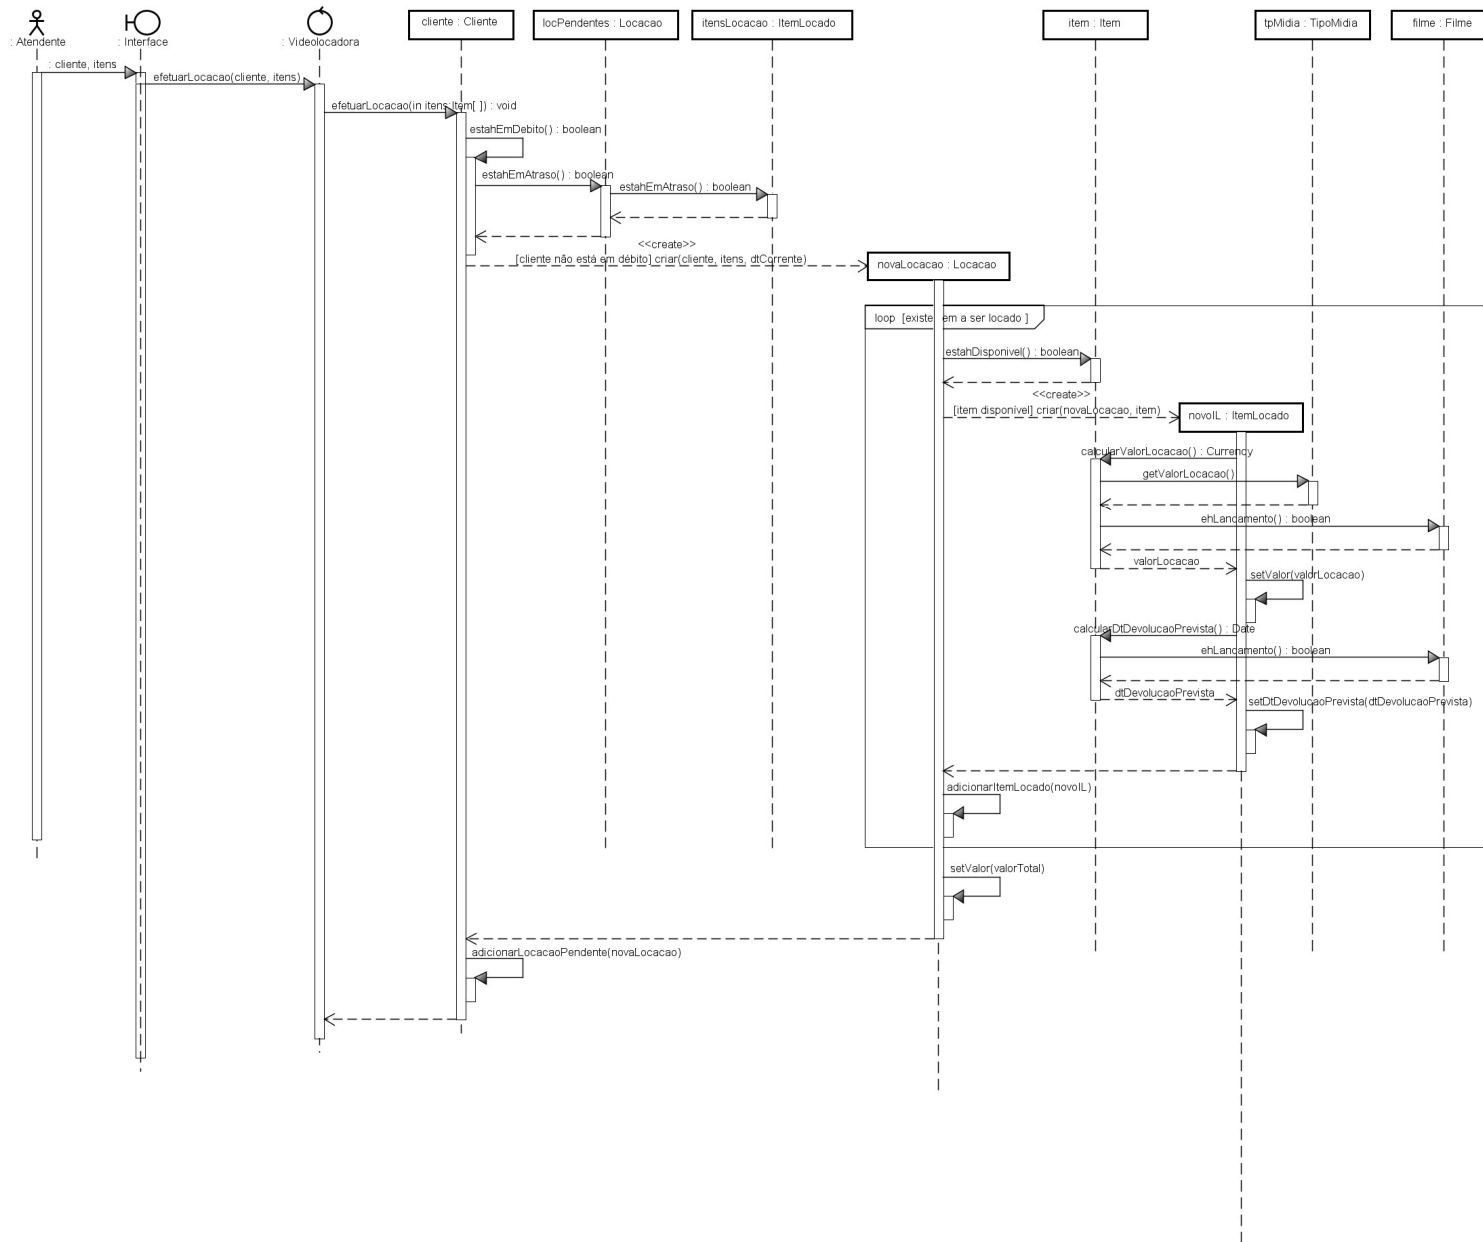 : Atendente
: Interface
: Videolocadora
cliente : Cliente
locPendentes : Locacao
itensLocacao : ItemLocado
item : Item
tpMidia : TipoMidia
filme : Filme
: cliente, itens
efetuarLocacao(cliente, itens)
efetuarLocacao(in itens:Item[ ]) : void
estahEmDebito() : boolean
estahEmAtraso() : boolean
estahEmAtraso() : boolean
<<create>>
[cliente não está em débito] criar(cliente, itens, dtCorrente)
novaLocacao : Locacao
loop [existe em a ser locado ]
estahDisponivel() : boolean
<<create>>
[item disponível] criar(novaLocacao, item)
novoIL : ItemLocado
calcularValorLocacao() : Currency
getValorLocacao()
ehLancamento() : boolean
valorLocacao
setValor(valorLocacao)
calcularDtDevolucaoPrevista() : Date
ehLancamento() : boolean
dtDevolucaoPrevista
setDtDevolucaoPrevista(dtDevolucaoPrevista)
adicionarItemLocado(novoIL)
setValor(valorTotal)
adicionarLocacaoPendente(novaLocacao)